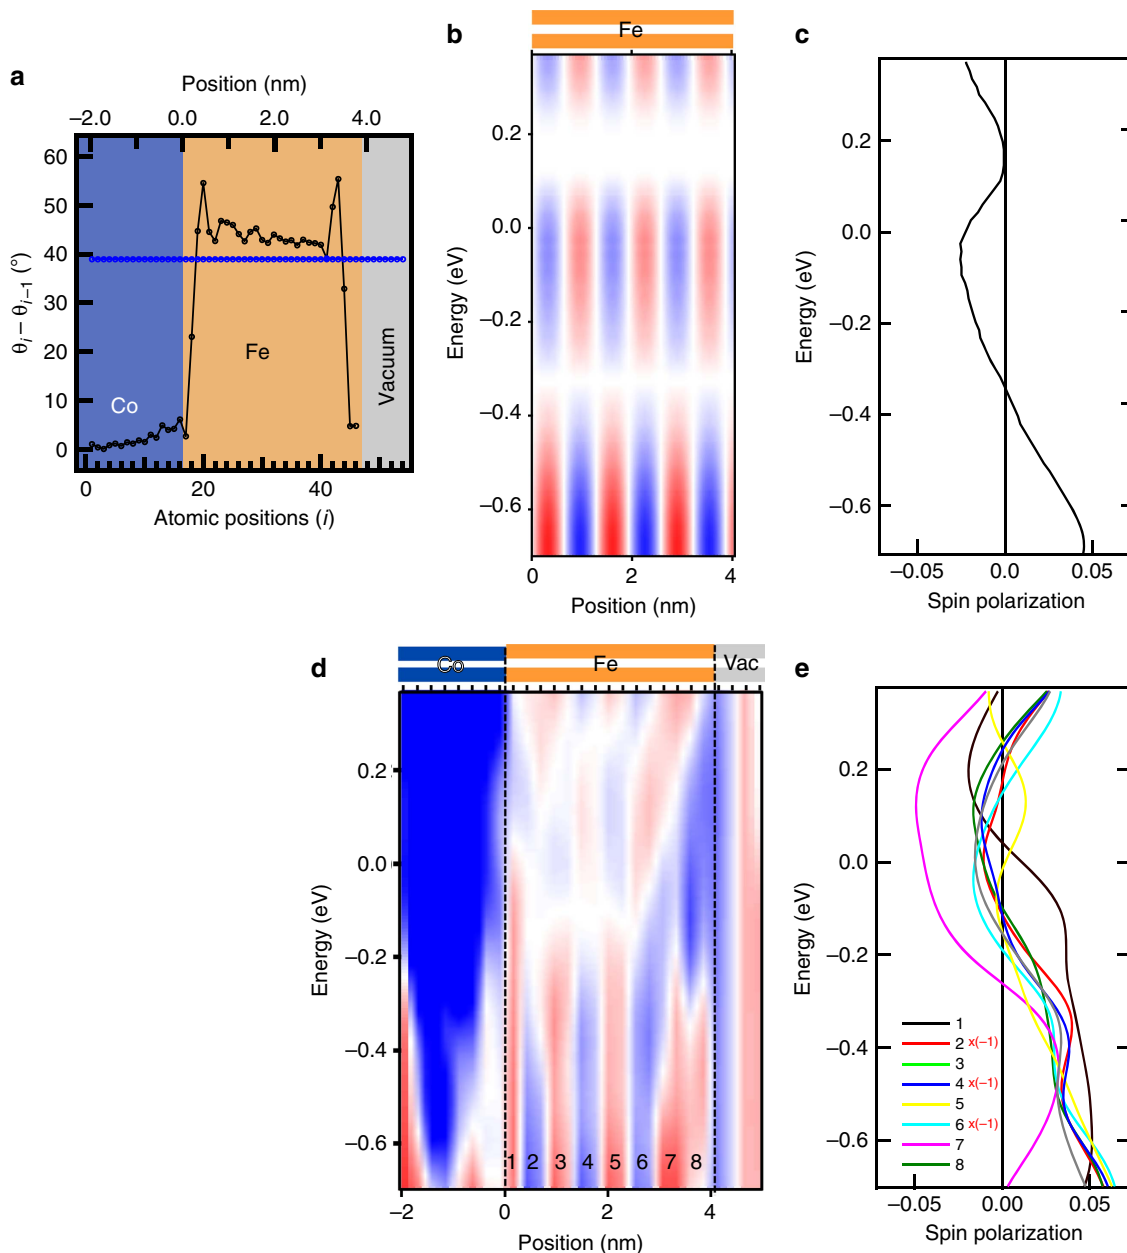 a
Position (nm)
–2.0 0.0 2.0 4.0
60
50
40
30
20
10
0
θi – θi–1 (°)
Co
Fe
Vacuum
0 20 40
Atomic positions (i)
b
Fe
0.2
0.0
–0.2
–0.4
–0.6
Energy (eV)
0 2 4
Position (nm)
c
0.2
0.0
–0.2
–0.4
–0.6
Energy (eV)
–0.05 0.0 0.05
Spin polarization
d
Co Fe Vac
0.2
0.0
–0.2
–0.4
–0.6
Energy (eV)
1 2 3 4 5 6 7 8
–2 0 2 4
Position (nm)
e
0.2
0.0
–0.2
–0.4
–0.6
Energy (eV)
1
2 x(–1)
3
4 x(–1)
5
6 x(–1)
7
8
–0.05 0.00 0.05
Spin polarization